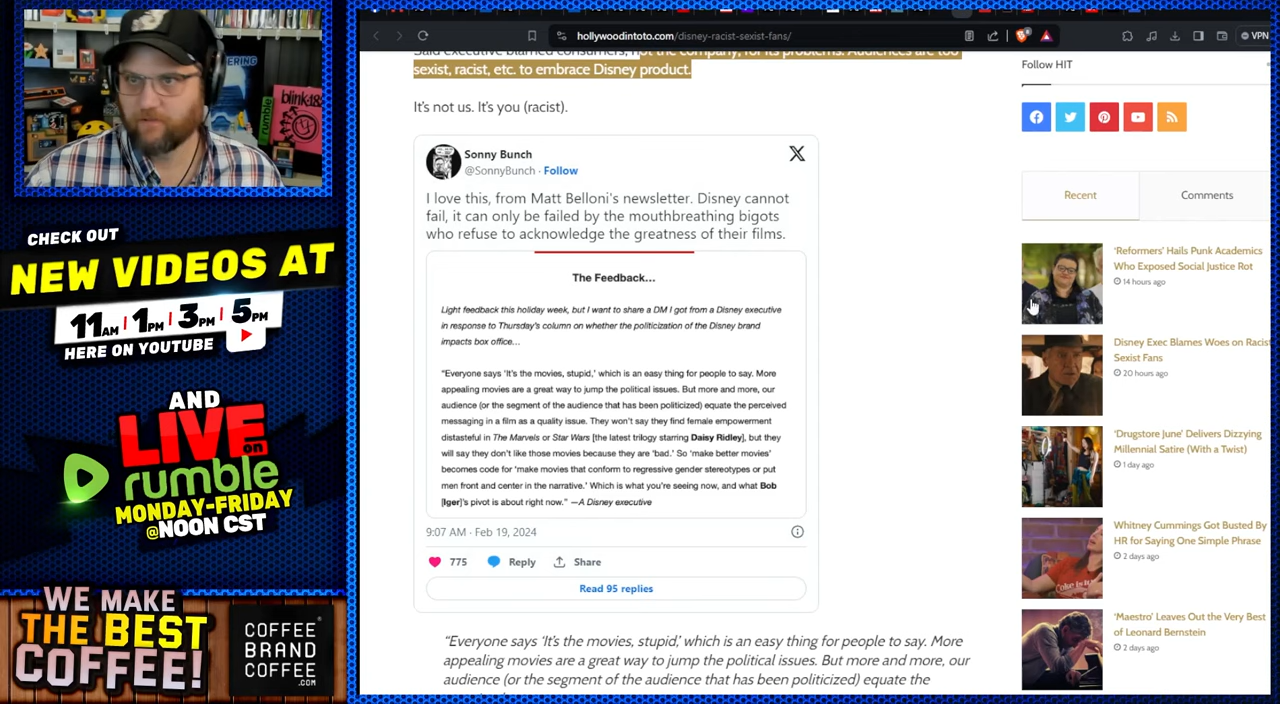 hollywoodintoto.com/disney-racist-sexist-fans/
VPN
Said executive blamed consumers, not the company, for its problems. Audiences are too
sexist, racist, etc. to embrace Disney product.
It's not us. It's you (racist).
Sonny Bunch
@SonnyBunch · Follow
I love this, from Matt Belloni's newsletter. Disney cannot
fail, it can only be failed by the mouthbreathing bigots
who refuse to acknowledge the greatness of their films.
The Feedback…
Light feedback this holiday week, but I want to share a DM I got from a Disney executive
in response to Thursday's column on whether the politicization of the Disney brand
impacts box office…
"Everyone says 'It's the movies, stupid,' which is an easy thing for people to say. More
appealing movies are a great way to jump the political issues. But more and more, our
audience (or the segment of the audience that has been politicized) equate the perceived
messaging in a film as a quality issue. They won't say they find female empowerment
distasteful in The Marvels or Star Wars [the latest trilogy starring Daisy Ridley], but they
will say they don't like those movies because they are 'bad.' So 'make better movies'
becomes code for 'make movies that conform to regressive gender stereotypes or put
men front and center in the narrative.' Which is what you're seeing now, and what Bob
[Iger]'s pivot is about right now." —A Disney executive
9:07 AM · Feb 19, 2024
775 Reply Share
Read 95 replies
"Everyone says 'It's the movies, stupid,' which is an easy thing for people to say. More
appealing movies are a great way to jump the political issues. But more and more, our
audience (or the segment of the audience that has been politicized) equate the
Follow HIT
Recent
Comments
'Reformers' Hails Punk Academics
Who Exposed Social Justice Rot
14 hours ago
Disney Exec Blames Woes on Racist
Sexist Fans
20 hours ago
'Drugstore June' Delivers Dizzying
Millennial Satire (With a Twist)
1 day ago
Whitney Cummings Got Busted By
HR for Saying One Simple Phrase
2 days ago
'Maestro' Leaves Out the Very Best
of Leonard Bernstein
2 days ago
blink182
rumble
CHECK OUT
NEW VIDEOS AT
11AM | 1PM | 3PM | 5PM
HERE ON YOUTUBE
AND
LIVE on
rumble
MONDAY-FRIDAY
@NOON CST
WE MAKE
THE BEST
COFFEE!
COFFEE
BRAND
COFFEE
.COM